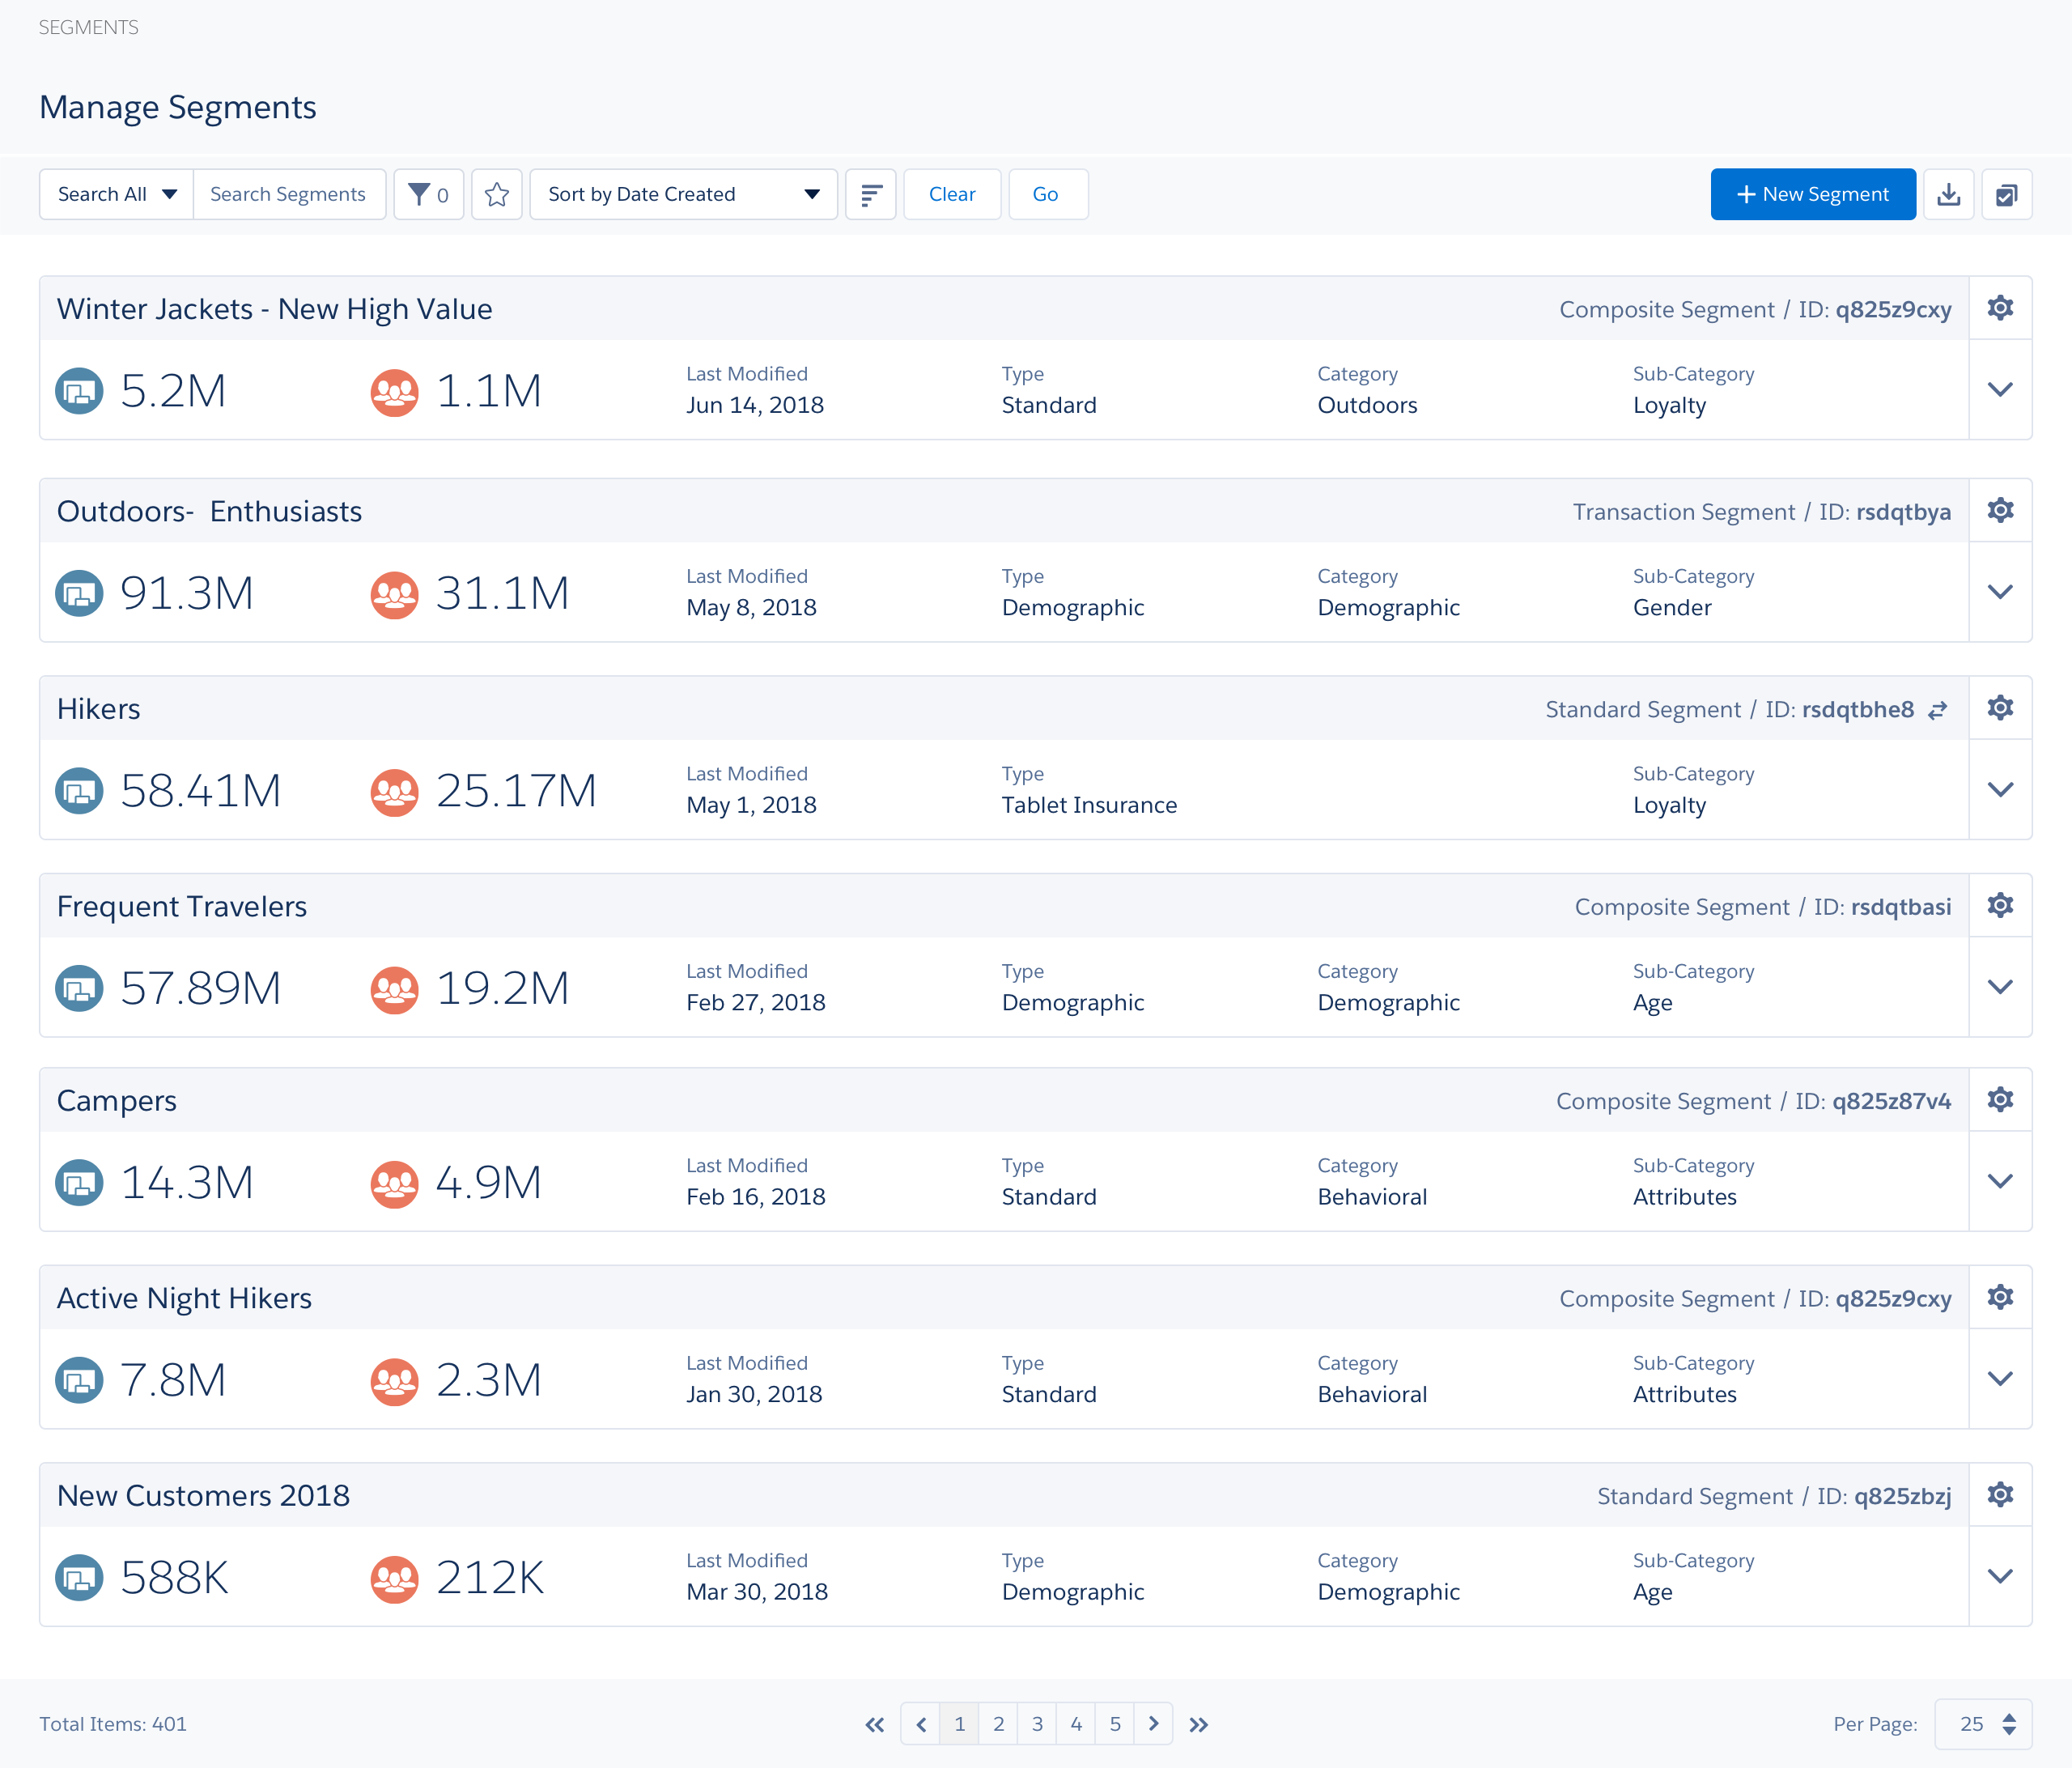 SEGMENTS
Manage Segments
Search All Search Segments 0 Sort by Date Created Clear Go + New Segment
Winter Jackets - New High Value Composite Segment / ID: q825z9cxy
5.2M 1.1M
Last Modified Type Category Sub-Category
Jun 14, 2018 Standard Outdoors Loyalty
Outdoors-  Enthusiasts Transaction Segment / ID: rsdqtbya
91.3M 31.1M
Last Modified Type Category Sub-Category
May 8, 2018 Demographic Demographic Gender
Hikers Standard Segment / ID: rsdqtbhe8
58.41M 25.17M
Last Modified Type Sub-Category
May 1, 2018 Tablet Insurance Loyalty
Frequent Travelers Composite Segment / ID: rsdqtbasi
57.89M 19.2M
Last Modified Type Category Sub-Category
Feb 27, 2018 Demographic Demographic Age
Campers Composite Segment / ID: q825z87v4
14.3M 4.9M
Last Modified Type Category Sub-Category
Feb 16, 2018 Standard Behavioral Attributes
Active Night Hikers Composite Segment / ID: q825z9cxy
7.8M 2.3M
Last Modified Type Category Sub-Category
Jan 30, 2018 Standard Behavioral Attributes
New Customers 2018 Standard Segment / ID: q825zbzj
588K 212K
Last Modified Type Category Sub-Category
Mar 30, 2018 Demographic Demographic Age
Total Items: 401 « ‹ 1 2 3 4 5 › » Per Page: 25